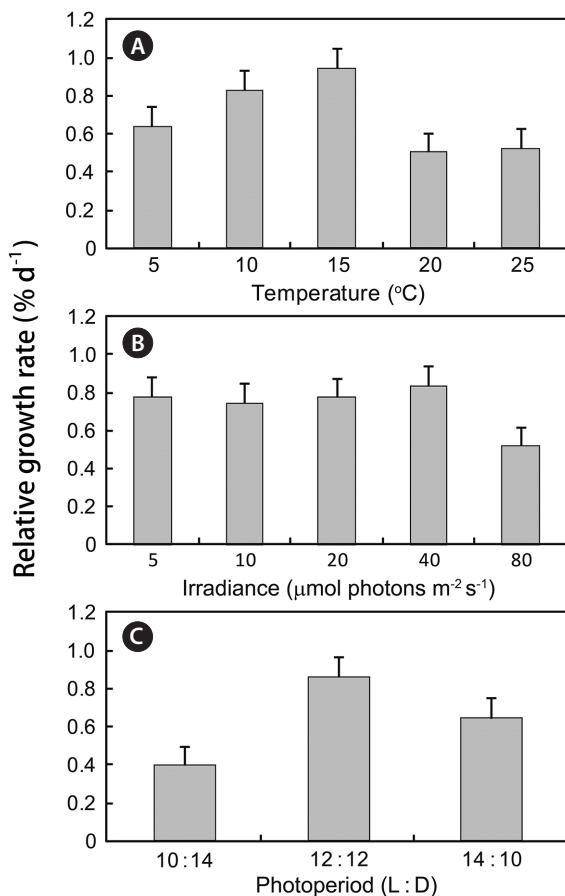 Relative growth rate (% d⁻¹)
A
1.2
1.0
0.8
0.6
0.4
0.2
0
5 10 15 20 25
Temperature (°C)
B
1.2
1.0
0.8
0.6
0.4
0.2
0
5 10 20 40 80
Irradiance (μmol photons m⁻² s⁻¹)
C
1.2
1.0
0.8
0.6
0.4
0.2
0
10 : 14 12 : 12 14 : 10
Photoperiod (L : D)